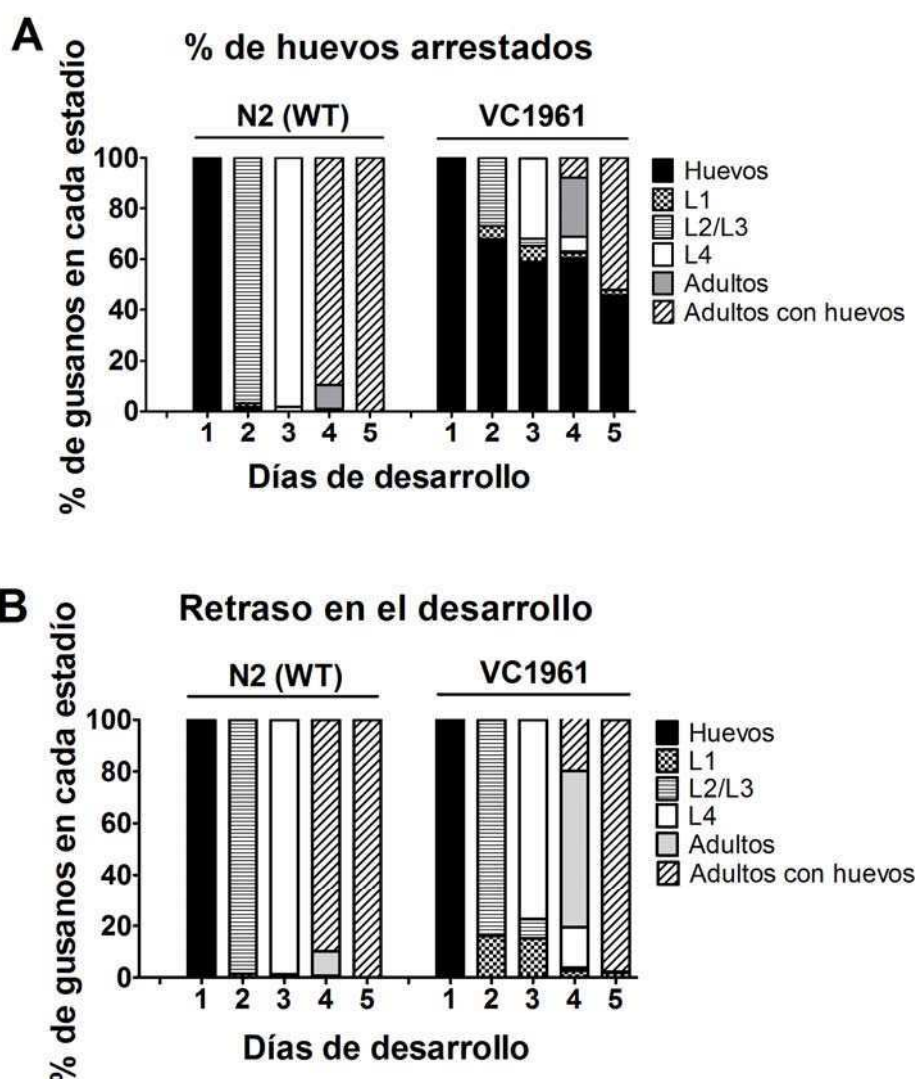 A
% de huevos arrestados
% de gusanos en cada estadío
N2 (WT)
VC1961
100
80
60
40
20
0
1 2 3 4 5
1 2 3 4 5
Días de desarrollo
Huevos
L1
L2/L3
L4
Adultos
Adultos con huevos
B
Retraso en el desarrollo
% de gusanos en cada estadío
N2 (WT)
VC1961
100
80
60
40
20
0
1 2 3 4 5
1 2 3 4 5
Días de desarrollo
Huevos
L1
L2/L3
L4
Adultos
Adultos con huevos